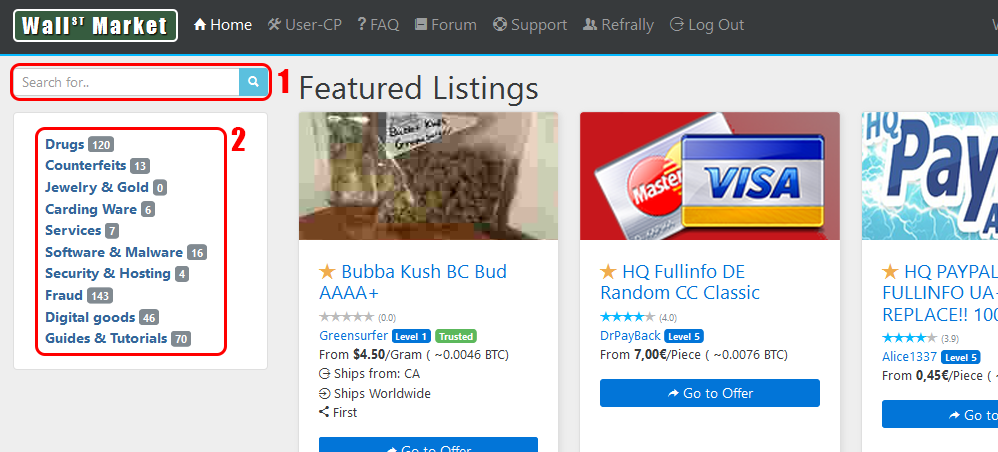 Wall ST Market Home User-CP FAQ Forum Support Refrally Log Out
Search for.. 1
Featured Listings
Drugs 120 2
Counterfeits 13
Jewelry & Gold 0
Carding Ware 6
Services 7
Software & Malware 16
Security & Hosting 4
Fraud 143
Digital goods 46
Guides & Tutorials 70
Bubba Kush
Bubba Kush BC Bud
AAAA+
(0.0)
Greensurfer Level 1 Trusted
From $4.50/Gram ( ~0.0046 BTC)
Ships from: CA
Ships Worldwide
First
Go to Offer
Master
VISA
HQ Fullinfo DE
Random CC Classic
(4.0)
DrPayBack Level 5
From 7,00€/Piece ( ~0.0076 BTC)
Go to Offer
HQ
Pay
HQ PAYPAL
FULLINFO UA-
REPLACE!! 100
(3.9)
Alice1337 Level 5
From 0,45€/Piece ( ~
Go to